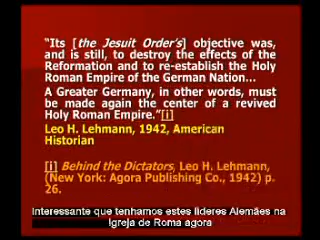 “Its [the Jesuit Order's] objective was,
and is still, to destroy the effects of the
Reformation and to re-establish the Holy
Roman Empire of the German Nation...
A Greater Germany, in other words, must
be made again the center of a revived
Holy Roman Empire.”[i]
Leo H. Lehmann, 1942, American
Historian
[i] Behind the Dictators, Leo H. Lehmann,
(New York: Agora Publishing Co., 1942) p.
26.
Interessante que tenhamos estes lideres Alemães na
Igreja de Roma agora